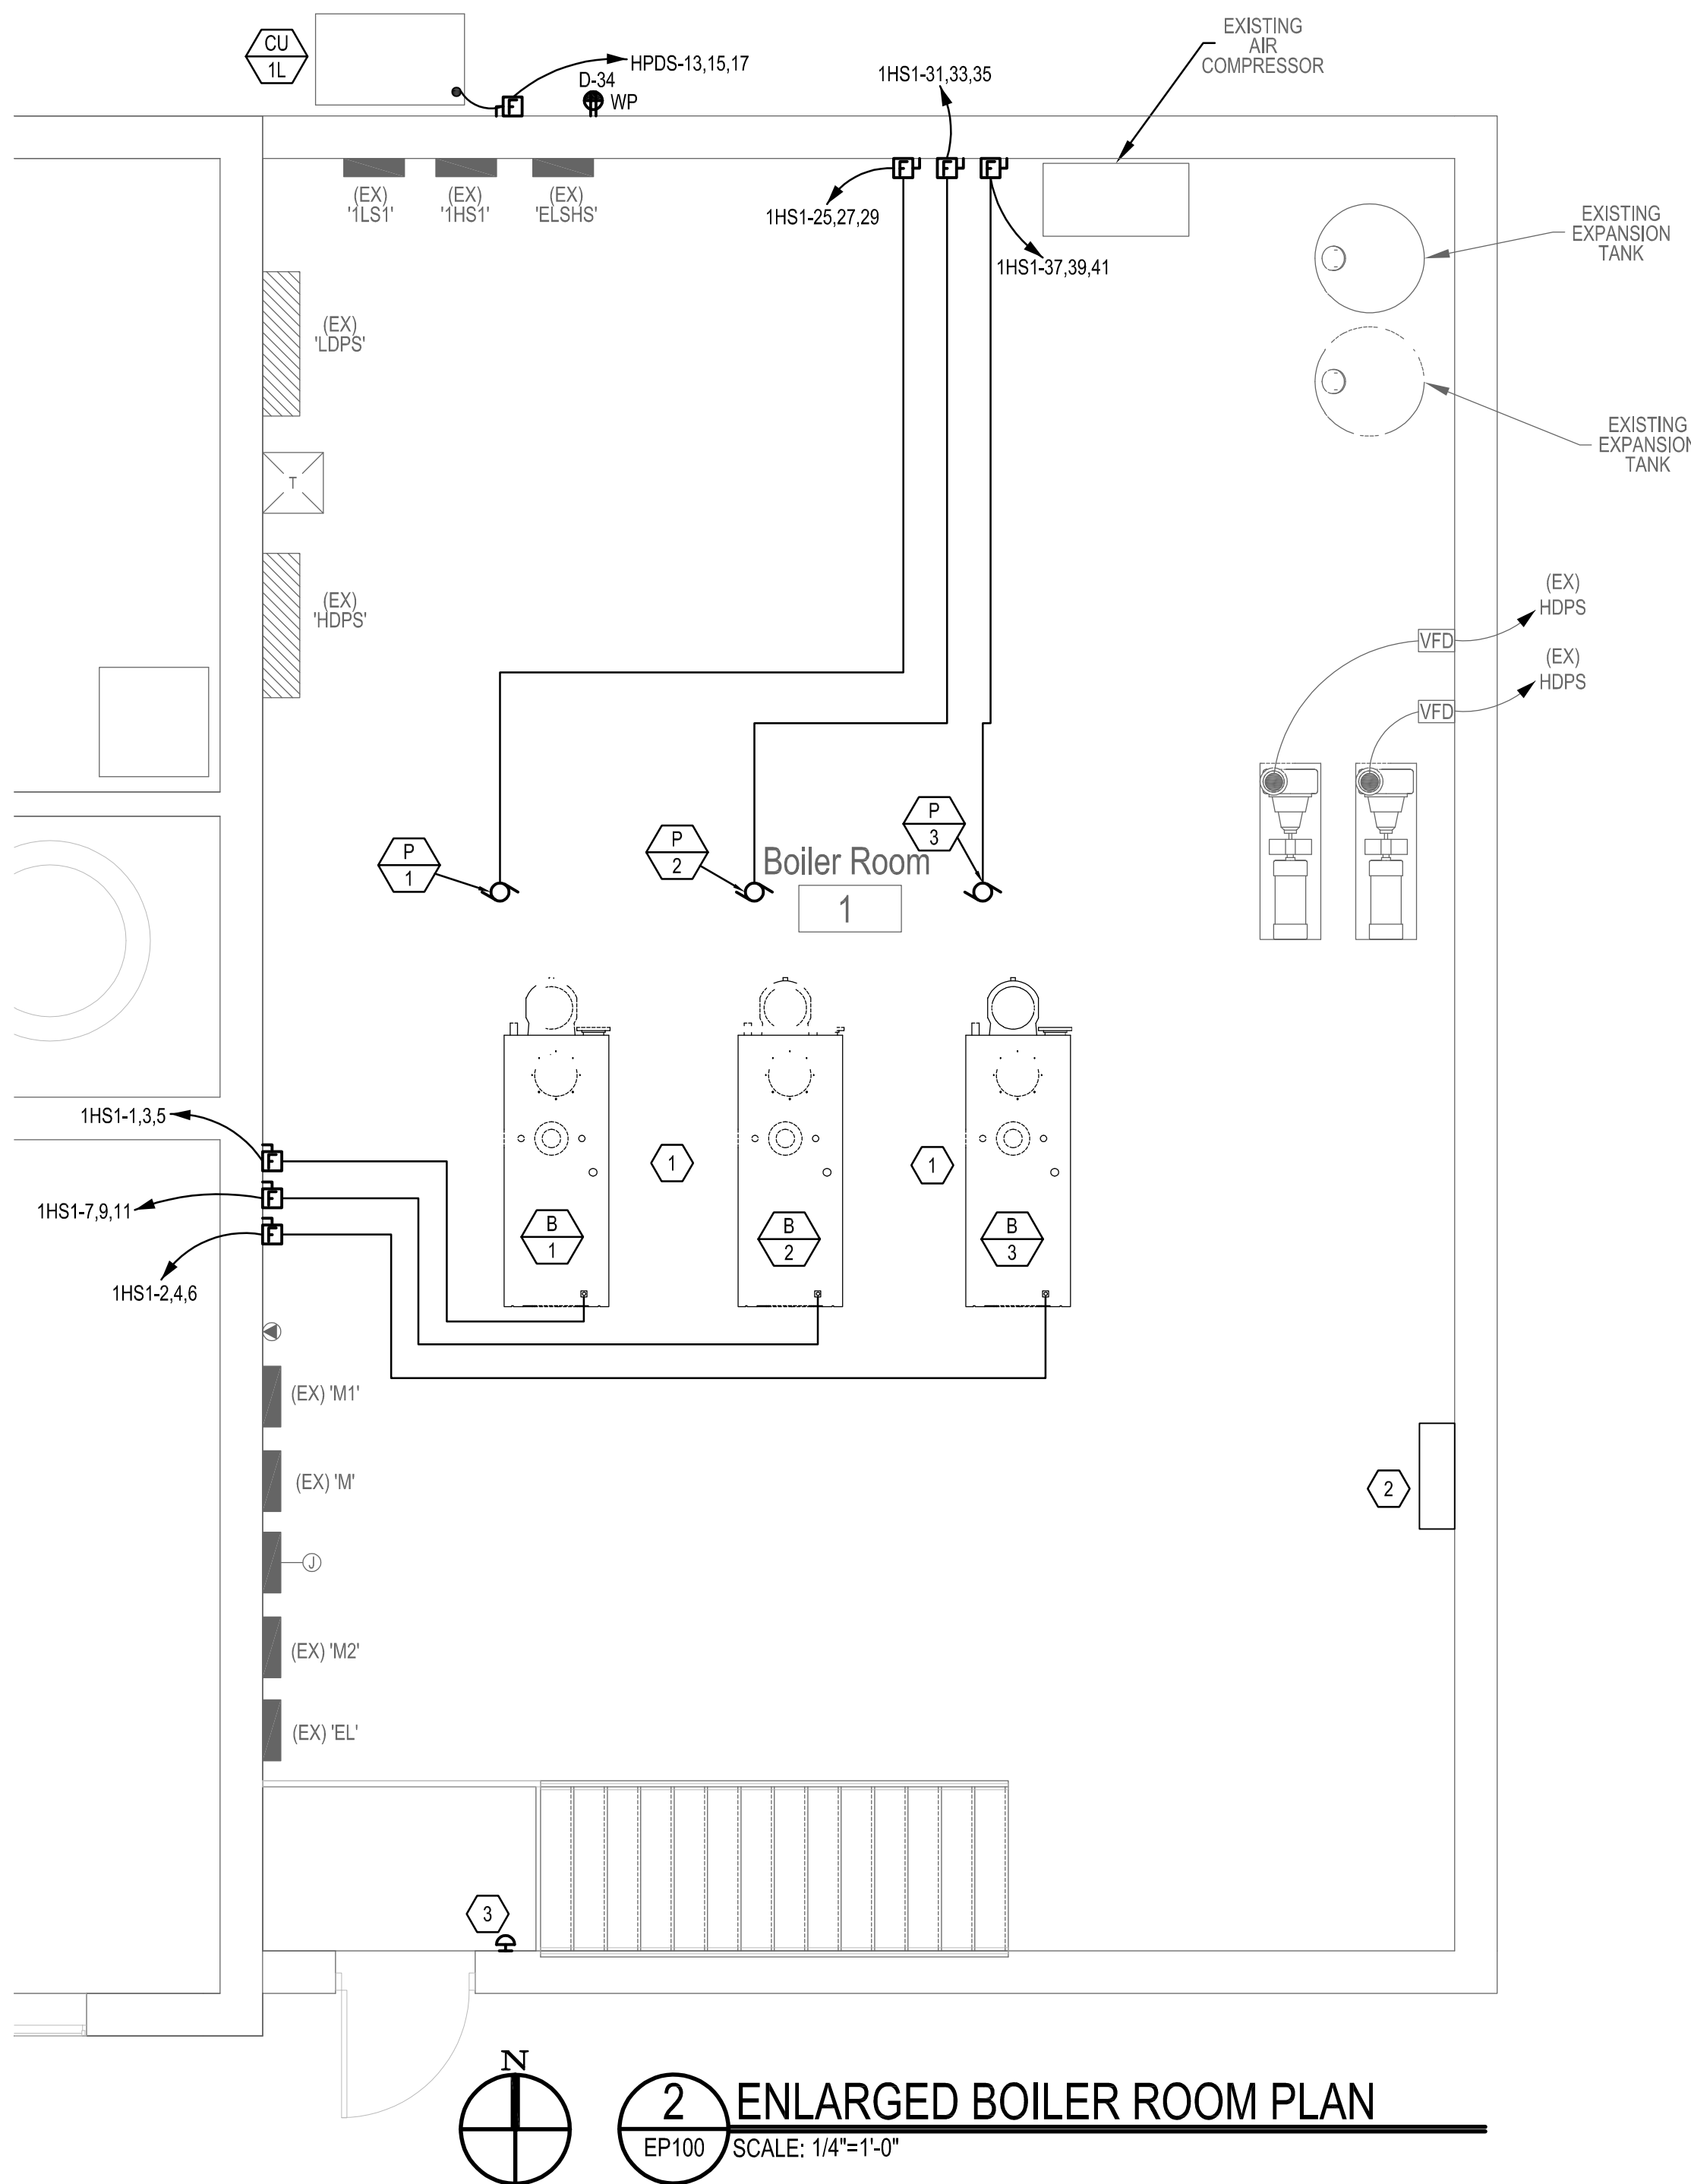 CU
1L
HPDS-13,15,17
D-34
WP
1HS1-31,33,35
EXISTING
AIR
COMPRESSOR
F
F
F
F
(EX)
'1LS1'
(EX)
'1HS1'
(EX)
'ELSHS'
1HS1-25,27,29
1HS1-37,39,41
EXISTING
EXPANSION
TANK
(EX)
'LDPS'
EXISTING
EXPANSION
TANK
T
(EX)
'HDPS'
(EX)
HDPS
VFD
(EX)
HDPS
VFD
P
1
P
2
P
3
Boiler Room
1
1HS1-1,3,5
F
1
1
1HS1-7,9,11
F
B
1
B
2
B
3
F
1HS1-2,4,6
(EX) 'M1'
(EX) 'M'
2
J
(EX) 'M2'
(EX) 'EL'
3
N
2
EP100
ENLARGED BOILER ROOM PLAN
SCALE: 1/4"=1'-0"